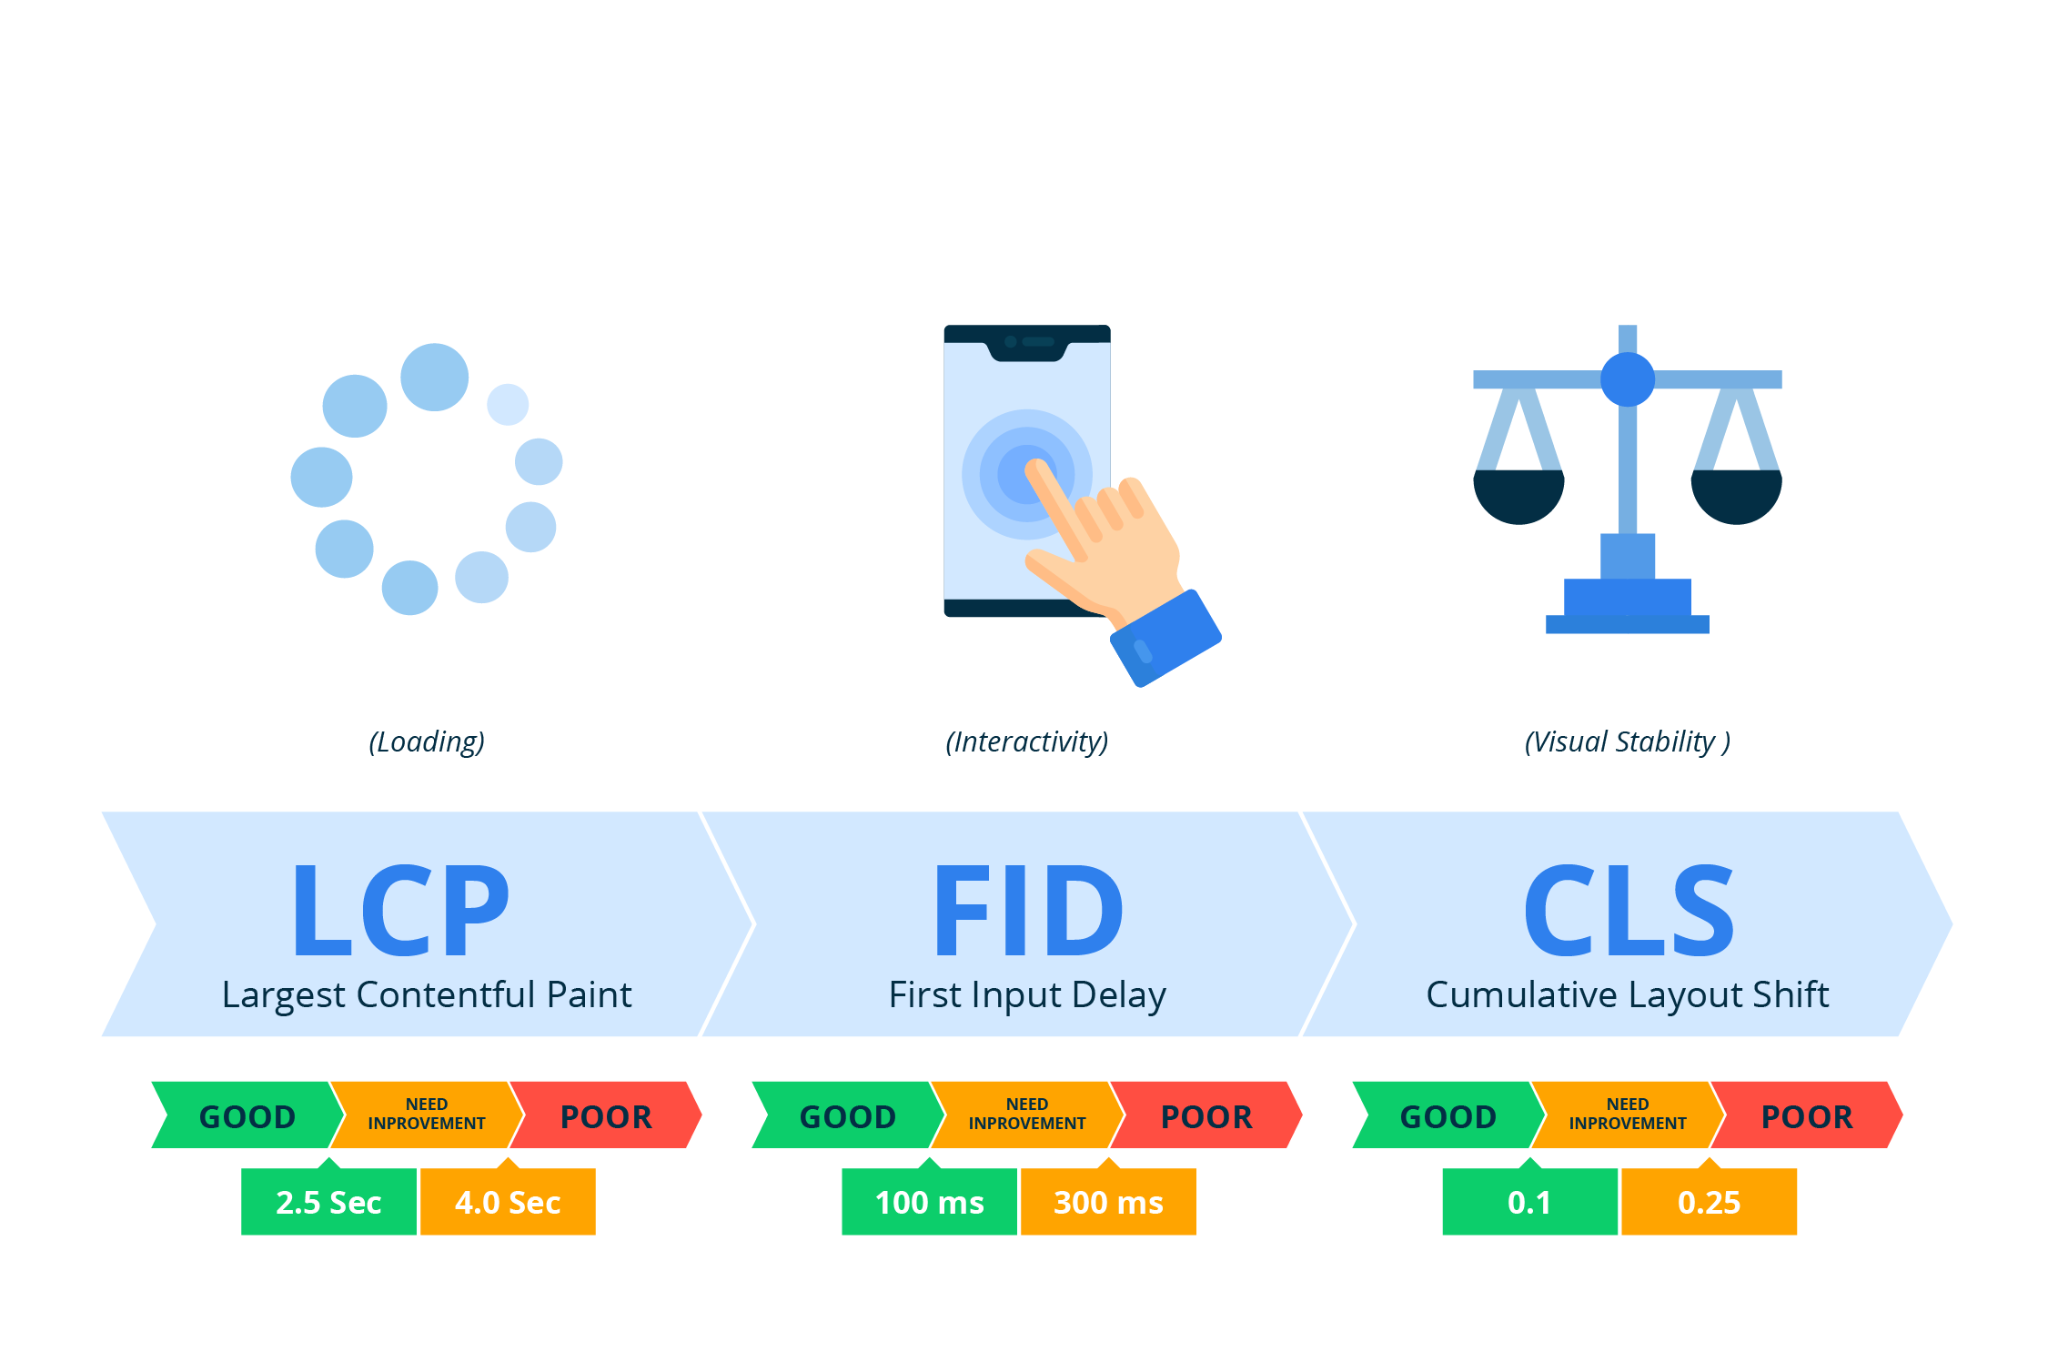 (Loading)
(Interactivity)
(Visual Stability )
LCP
Largest Contentful Paint
FID
First Input Delay
CLS
Cumulative Layout Shift
GOOD
NEED
INPROVEMENT
POOR
2.5 Sec
4.0 Sec
GOOD
NEED
INPROVEMENT
POOR
100 ms
300 ms
GOOD
NEED
INPROVEMENT
POOR
0.1
0.25